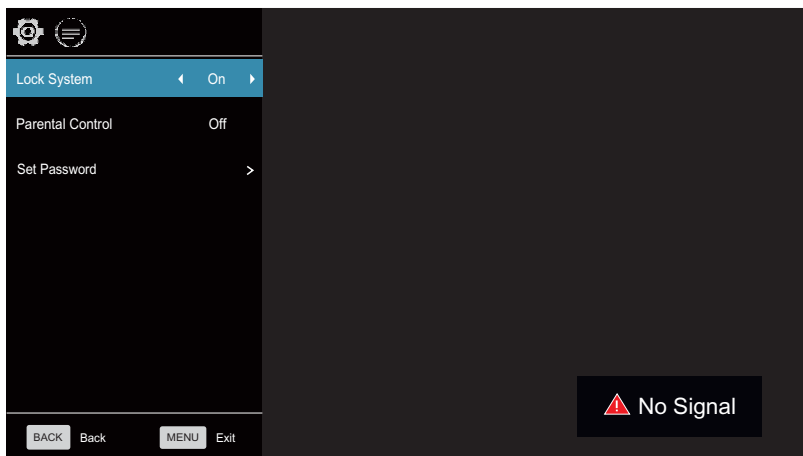 Lock System On
Parental Control Off
Set Password >
No Signal
BACK Back MENU Exit